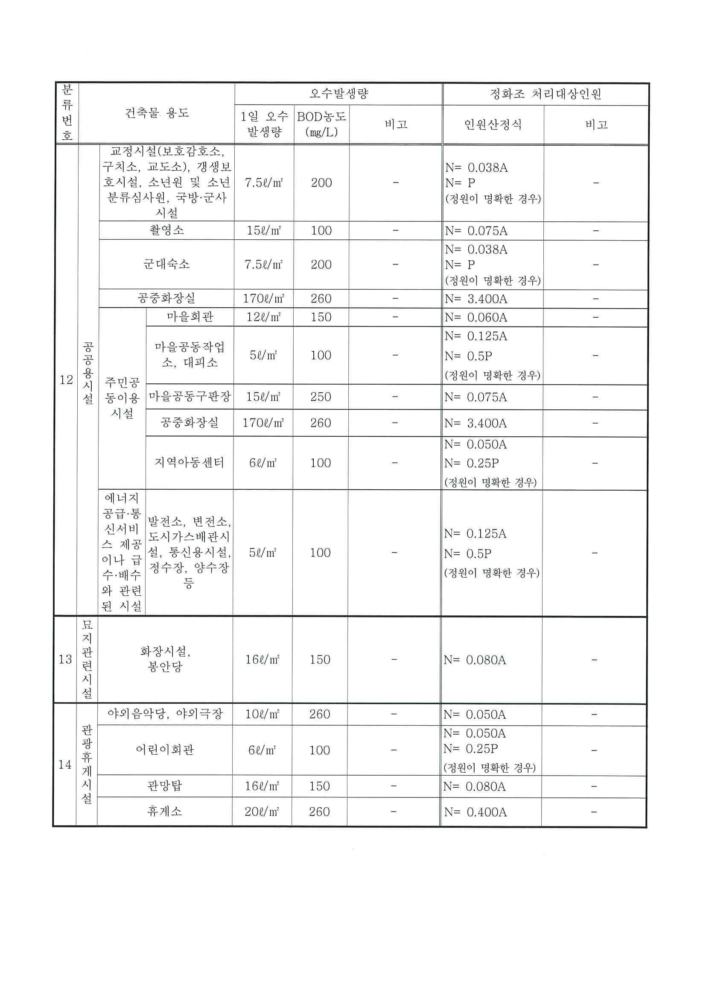 분
류
번
호
건축물 용도
오수발생량
정화조 처리대상인원
1일 오수
발생량
BOD농도
(mg/L)
비고
인원산정식
비고
12
공
공
용
시
설
교정시설(보호감호소,
구치소, 교도소), 갱생보
호시설, 소년원 및 소년
분류심사원, 국방·군사
시설
7.5ℓ/㎡
200
-
N= 0.038A
N= P
(정원이 명확한 경우)
-
촬영소
15ℓ/㎡
100
-
N= 0.075A
-
군대숙소
7.5ℓ/㎡
200
-
N= 0.038A
N= P
(정원이 명확한 경우)
-
공중화장실
170ℓ/㎡
260
-
N= 3.400A
-
주민공
동이용
시설
마을회관
12ℓ/㎡
150
-
N= 0.060A
-
마을공동작업
소, 대피소
5ℓ/㎡
100
-
N= 0.125A
N= 0.5P
(정원이 명확한 경우)
-
마을공동구판장
15ℓ/㎡
250
-
N= 0.075A
-
공중화장실
170ℓ/㎡
260
-
N= 3.400A
-
지역아동센터
6ℓ/㎡
100
-
N= 0.050A
N= 0.25P
(정원이 명확한 경우)
-
에너지
공급·통
신서비
스 제공
이나 급
수·배수
와 관련
된 시설
발전소, 변전소,
도시가스배관시
설, 통신용시설,
정수장, 양수장
등
5ℓ/㎡
100
-
N= 0.125A
N= 0.5P
(정원이 명확한 경우)
-
13
묘
지
관
련
시
설
화장시설,
봉안당
16ℓ/㎡
150
-
N= 0.080A
-
14
관
광
휴
게
시
설
야외음악당, 야외극장
10ℓ/㎡
260
-
N= 0.050A
-
어린이회관
6ℓ/㎡
100
-
N= 0.050A
N= 0.25P
(정원이 명확한 경우)
-
관망탑
16ℓ/㎡
150
-
N= 0.080A
-
휴게소
20ℓ/㎡
260
-
N= 0.400A
-